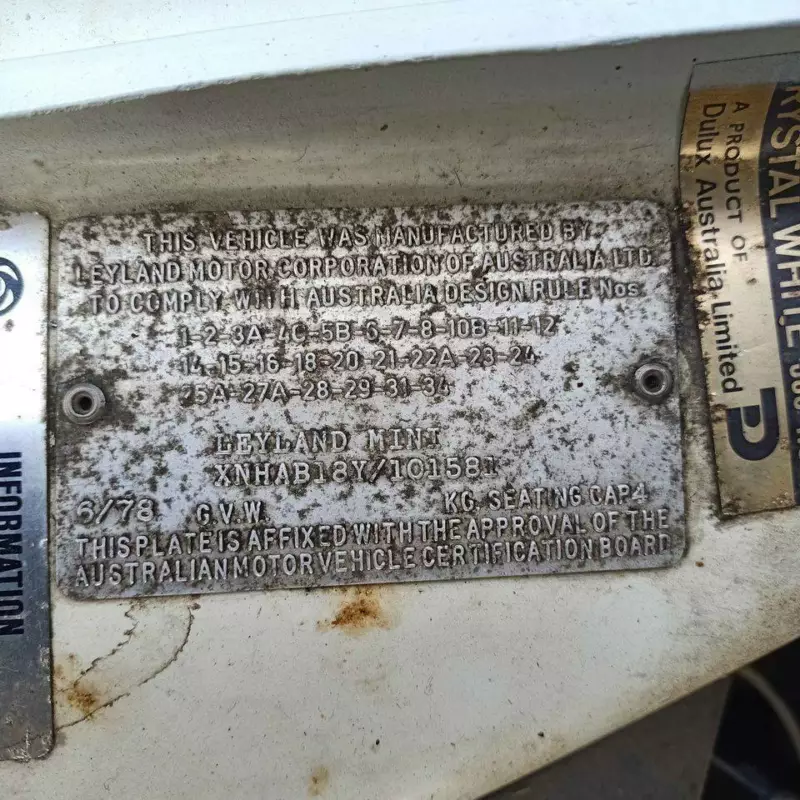 THIS VEHICLE WAS MANUFACTURED BY
LEYLAND MOTOR CORPORATION OF AUSTRALIA LTD.
TO COMPLY WITH AUSTRALIA DESIGN RULE Nos.
1-2-3A-4C-5B-6-7-8-10B-11-12
14-15-16-18-20-21-22A-23-24
25A-27A-28-29-31-34
LEYLAND MINI
XNHAB18Y/101581
6/78 G.V.W. KG. SEATING CAP4
THIS PLATE IS AFFIXED WITH THE APPROVAL OF THE
AUSTRALIAN MOTOR VEHICLE CERTIFICATION BOARD
INFORMATION
RYSTAL WHITE
A PRODUCT OF
Dulux Australia Limited